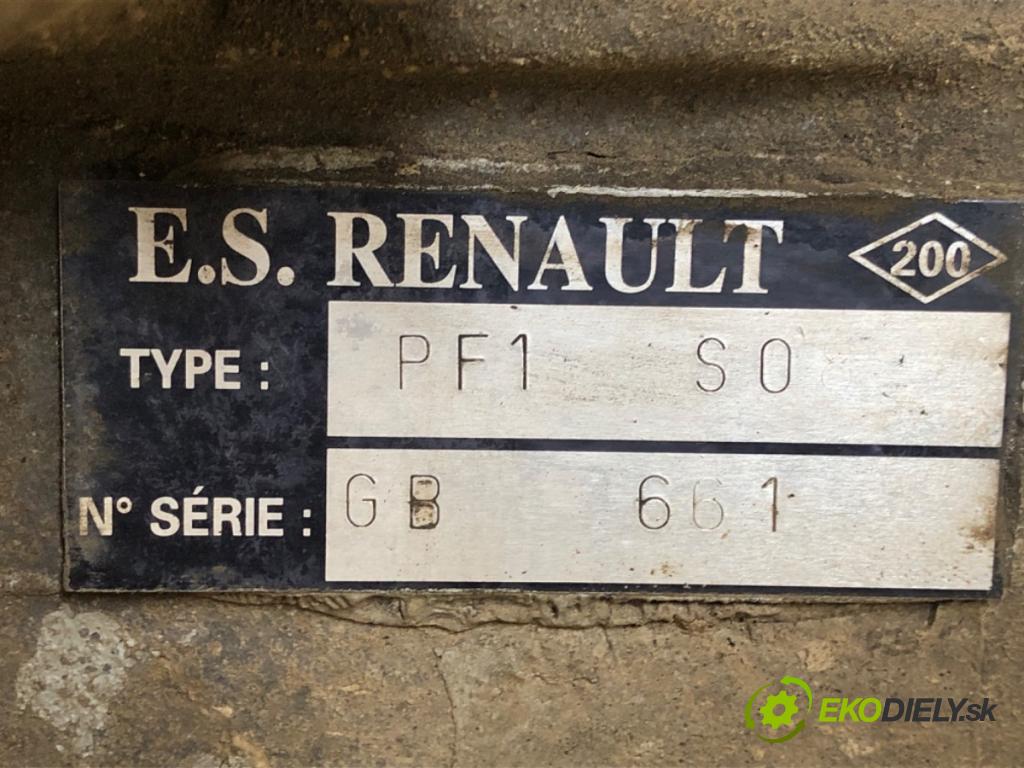 E.S. RENAULT 200
TYPE : PF1 S0
N° SÉRIE : GB 661
EKODIELY.sk